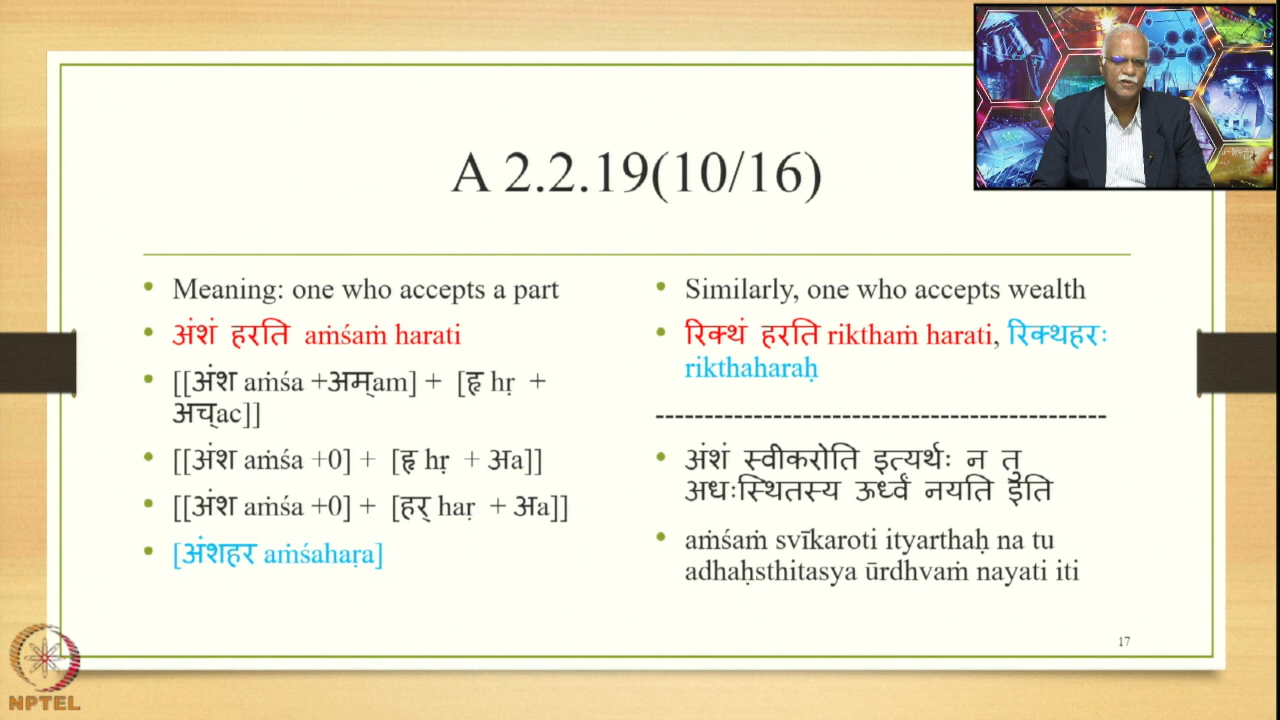 A 2.2.19(10/16)
• Meaning: one who accepts a part
• अंशं हरति aṁśaṁ harati
• [[अंश aṁśa +अम्am] + [हृ hṛ +
अच्ac]]
• [[अंश aṁśa +0] + [हृ hṛ + अa]]
• [[अंश aṁśa +0] + [हर् haṛ + अa]]
• [अंशहर aṁśahaṛa]
• Similarly, one who accepts wealth
• रिक्थं हरति rikthaṁ harati, रिक्थहरः
rikthaharaḥ
---------------------------------------------
• अंशं स्वीकरोति इत्यर्थः न तु
अधःस्थितस्य ऊर्ध्वं नयति इति
• aṁśaṁ svīkaroti ityarthaḥ na tu
adhaḥsthitasya ūrdhvaṁ nayati iti
17
NPTEL